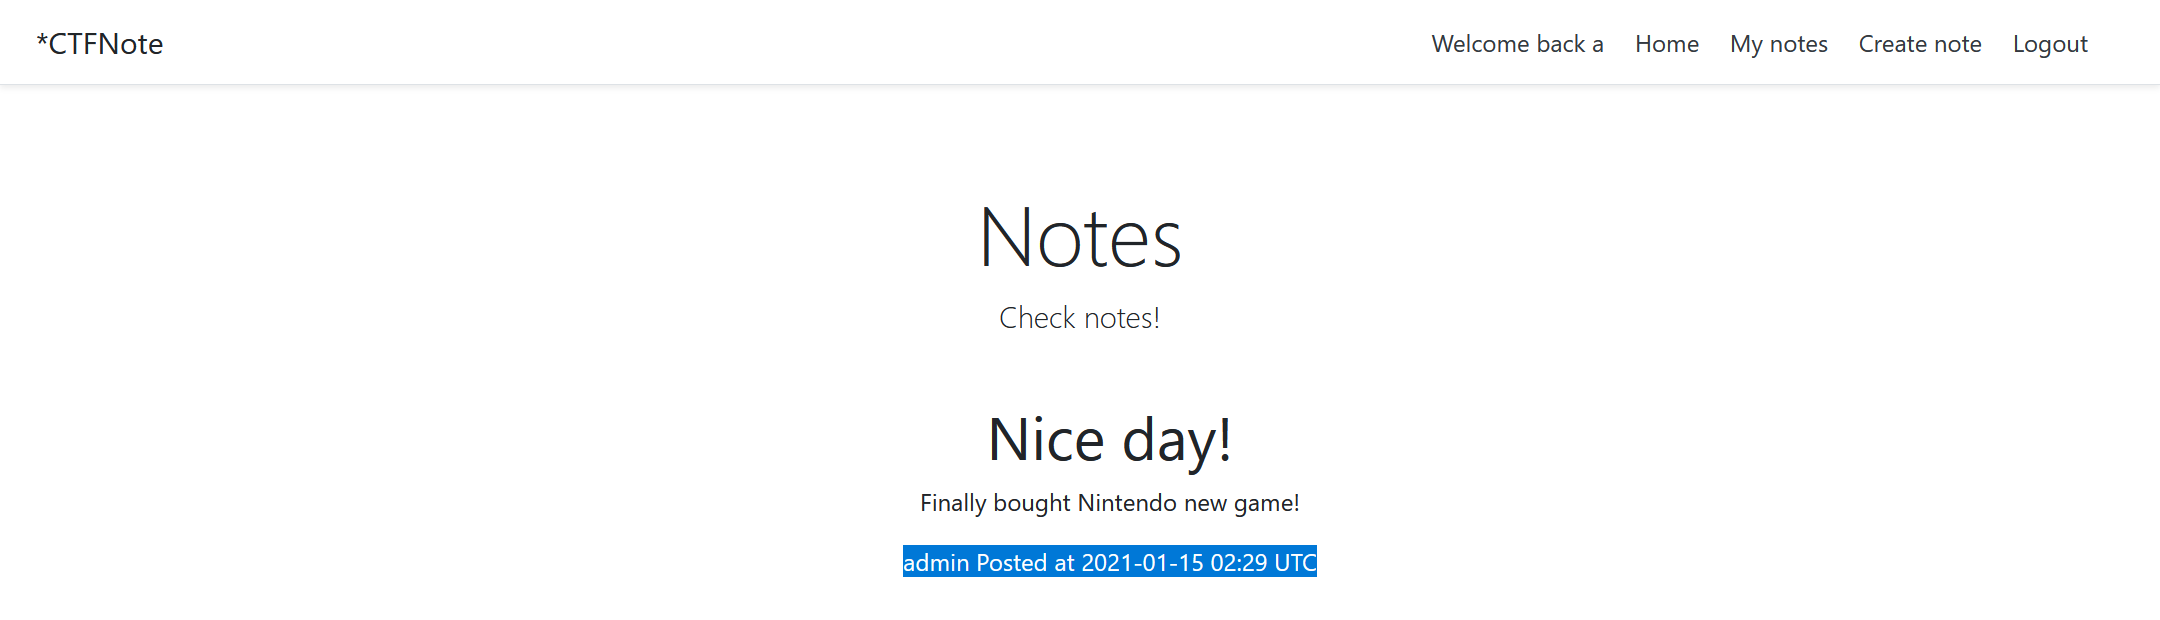 *CTFNote Welcome back a Home My notes Create note Logout
Notes
Check notes!
Nice day!
Finally bought Nintendo new game!
admin Posted at 2021-01-15 02:29 UTC